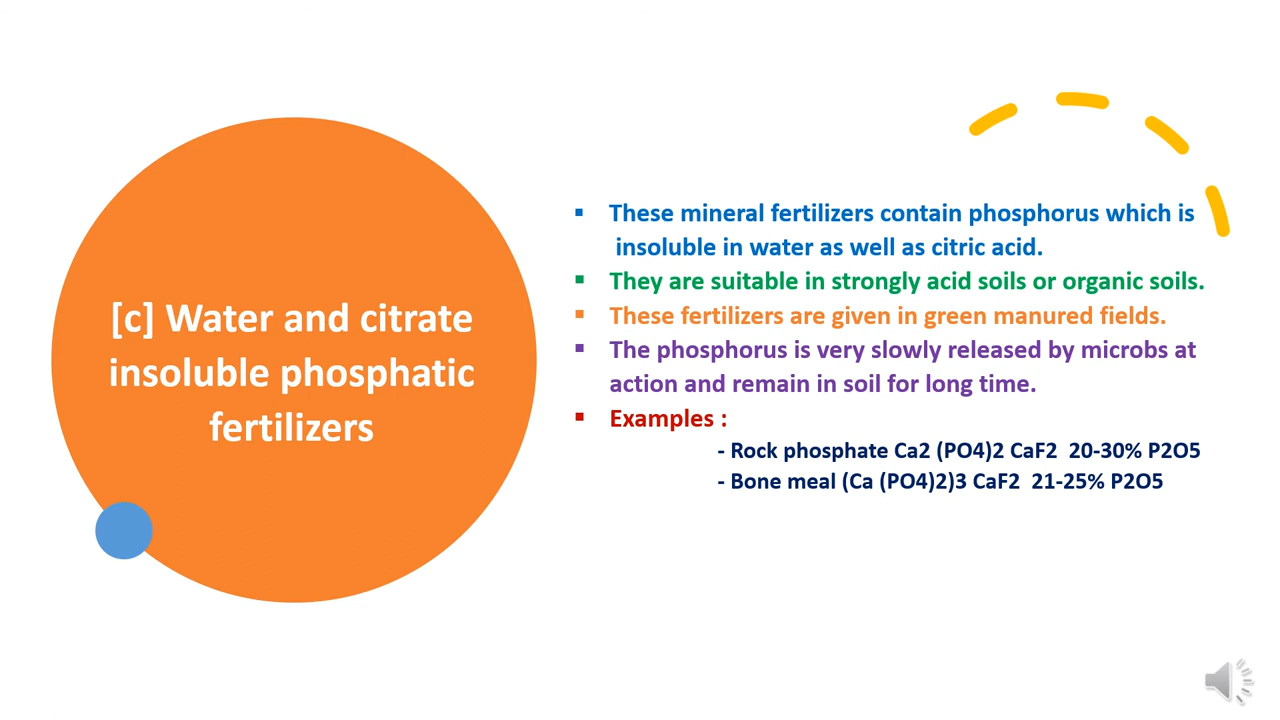 [c] Water and citrate
insoluble phosphatic
fertilizers
▪ These mineral fertilizers contain phosphorus which is
insoluble in water as well as citric acid.
▪ They are suitable in strongly acid soils or organic soils.
▪ These fertilizers are given in green manured fields.
▪ The phosphorus is very slowly released by microbs at
action and remain in soil for long time.
▪ Examples :
- Rock phosphate Ca2 (PO4)2 CaF2 20-30% P2O5
- Bone meal (Ca (PO4)2)3 CaF2 21-25% P2O5